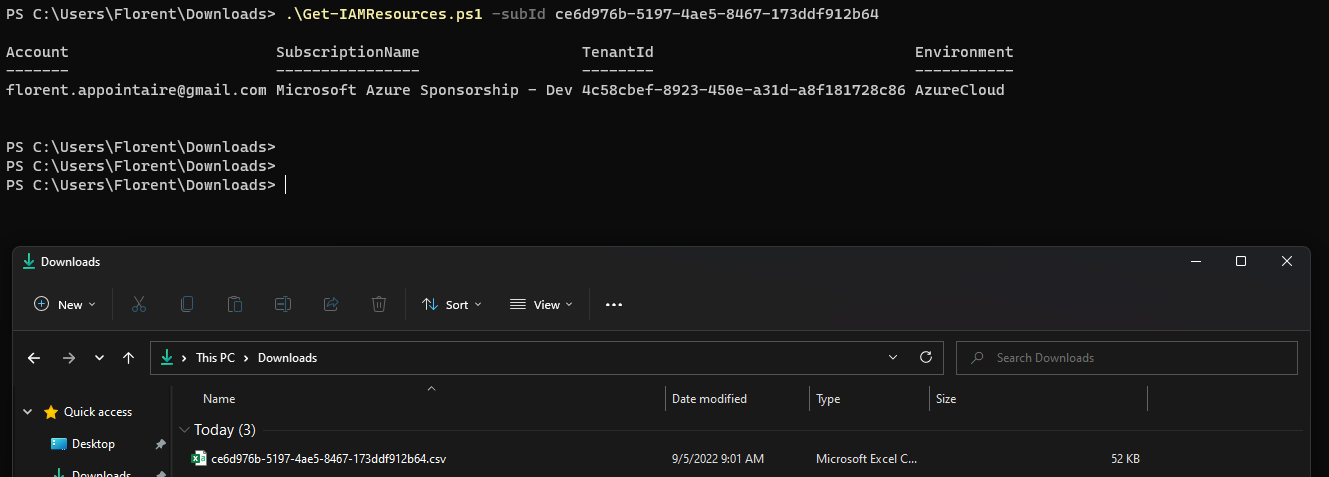 PS C:\Users\Florent\Downloads> .\Get-IAMResources.ps1 -subId ce6d976b-5197-4ae5-8467-173ddf912b64
Account SubscriptionName TenantId Environment
------- ---------------- -------- -----------
florent.appointaire@gmail.com Microsoft Azure Sponsorship - Dev 4c58cbef-8923-450e-a31d-a8f181728c86 AzureCloud
PS C:\Users\Florent\Downloads>
PS C:\Users\Florent\Downloads>
PS C:\Users\Florent\Downloads>
Downloads
New Sort View
This PC > Downloads Search Downloads
Name Date modified Type Size
Quick access
Today (3)
Desktop
ce6d976b-5197-4ae5-8467-173ddf912b64.csv 9/5/2022 9:01 AM Microsoft Excel C... 52 KB
Downloads